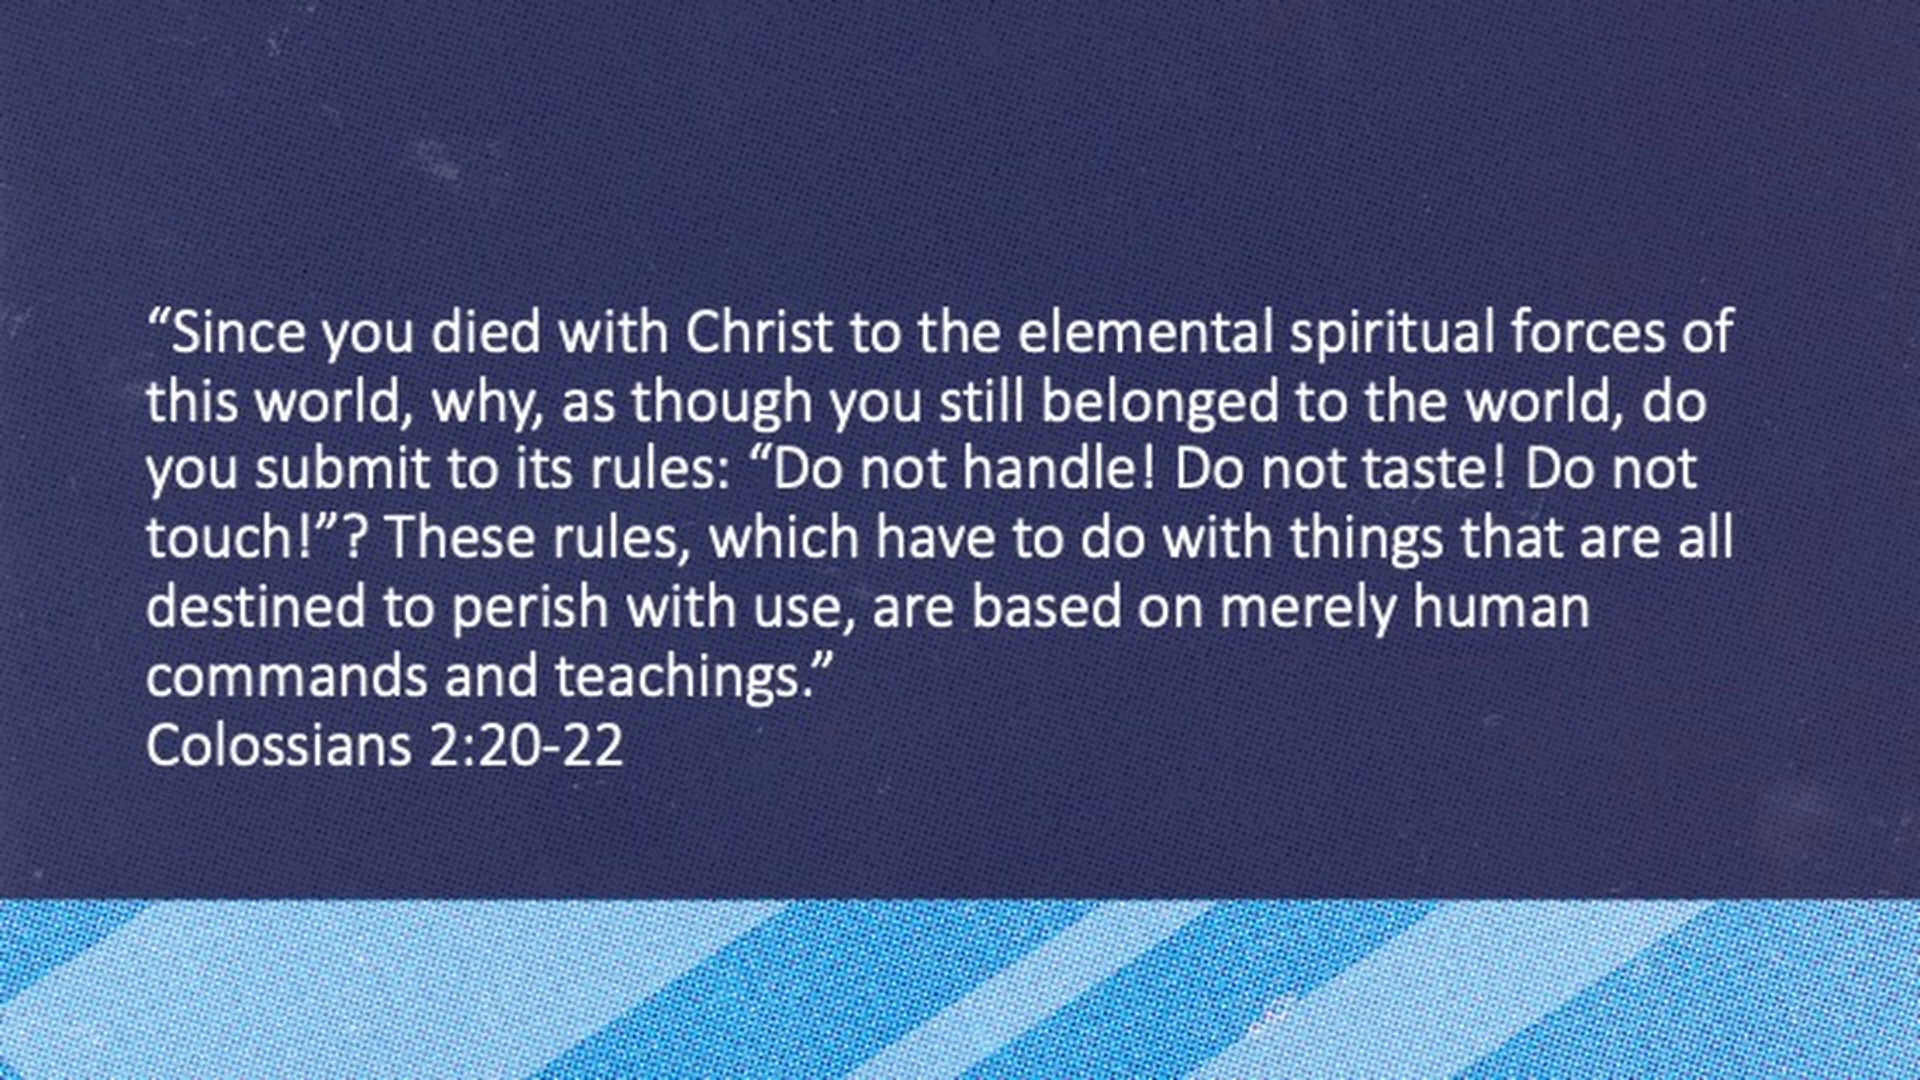 “Since you died with Christ to the elemental spiritual forces of
this world, why, as though you still belonged to the world, do
you submit to its rules: “Do not handle! Do not taste! Do not
touch!”? These rules, which have to do with things that are all
destined to perish with use, are based on merely human
commands and teachings.”
Colossians 2:20-22